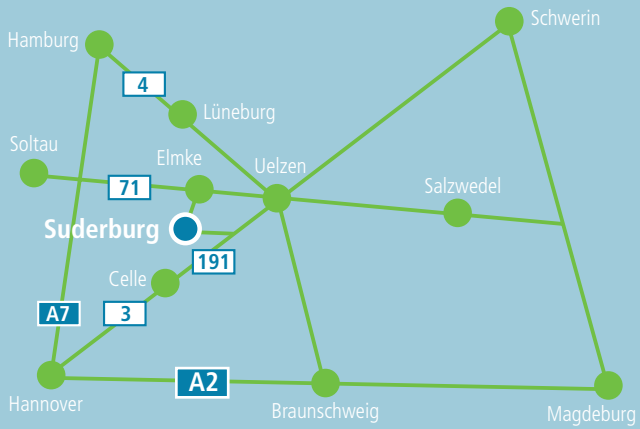 Schwerin
Hamburg
4
Lüneburg
Soltau
Elmke
Uelzen
71
Salzwedel
Suderburg
191
Celle
A7
3
A2
Hannover
Braunschweig
Magdeburg